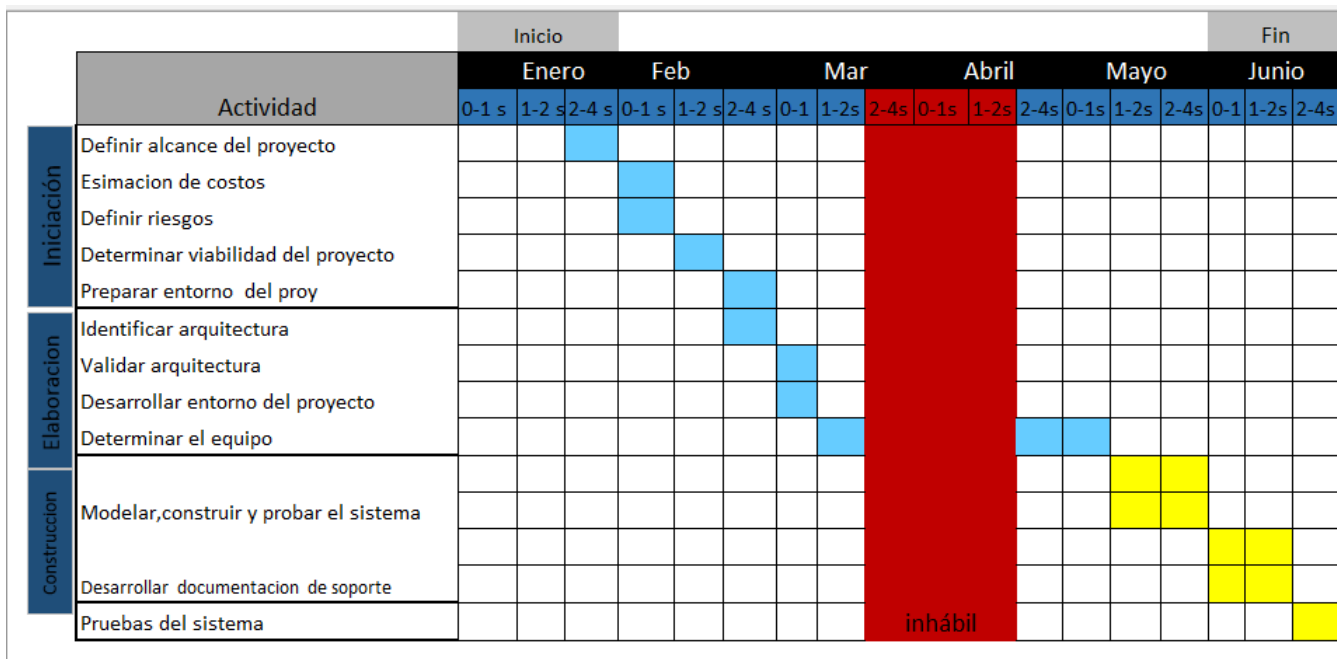 Inicio Fin
Enero Feb Mar Abril Mayo Junio
Actividad 0-1 s 1-2 s 2-4 s 0-1 s 1-2 s 2-4 s 0-1 1-2s 2-4s 0-1s 1-2s 2-4s 0-1s 1-2s 2-4s 0-1 1-2s 2-4s
Iniciación
Definir alcance del proyecto
Esimacion de costos
Definir riesgos
Determinar viabilidad del proyecto
Preparar entorno del proy
Elaboracion
Identificar arquitectura
Validar arquitectura
Desarrollar entorno del proyecto
Determinar el equipo
Construccion
Modelar,construir y probar el sistema
Desarrollar documentacion de soporte
Pruebas del sistema inhábil